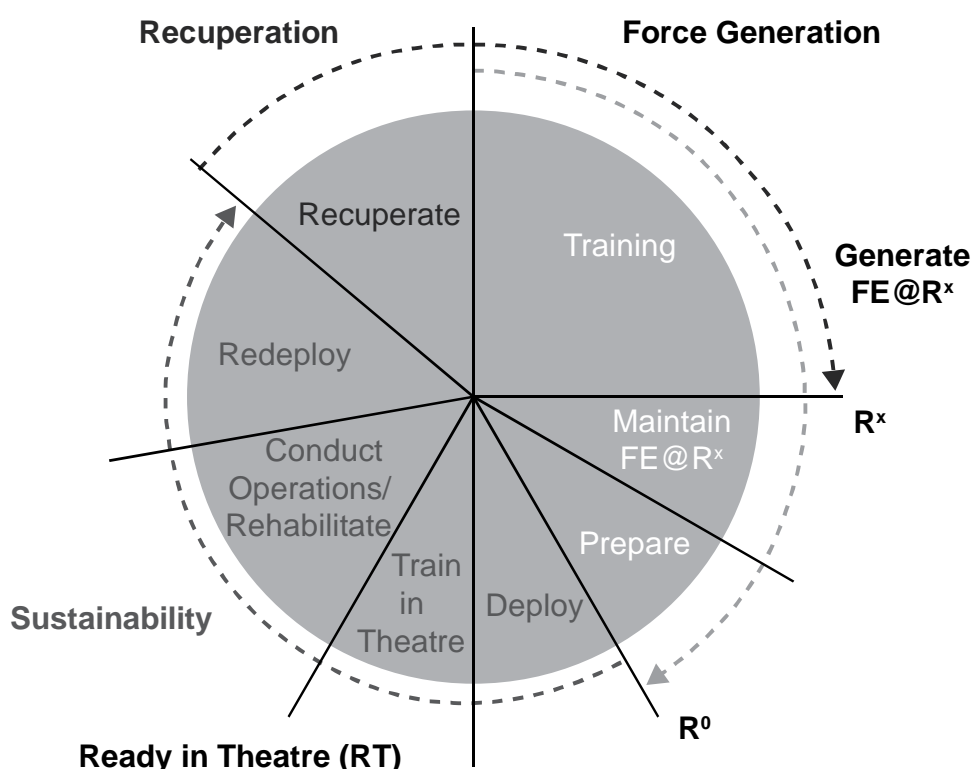 Recuperation
Force Generation
Recuperate
Training
Generate
FE@Rˣ
Redeploy
Maintain
FE@Rˣ
Rˣ
Conduct
Operations/
Rehabilitate
Prepare
Train
in
Theatre
Deploy
Sustainability
R⁰
Ready in Theatre (RT)